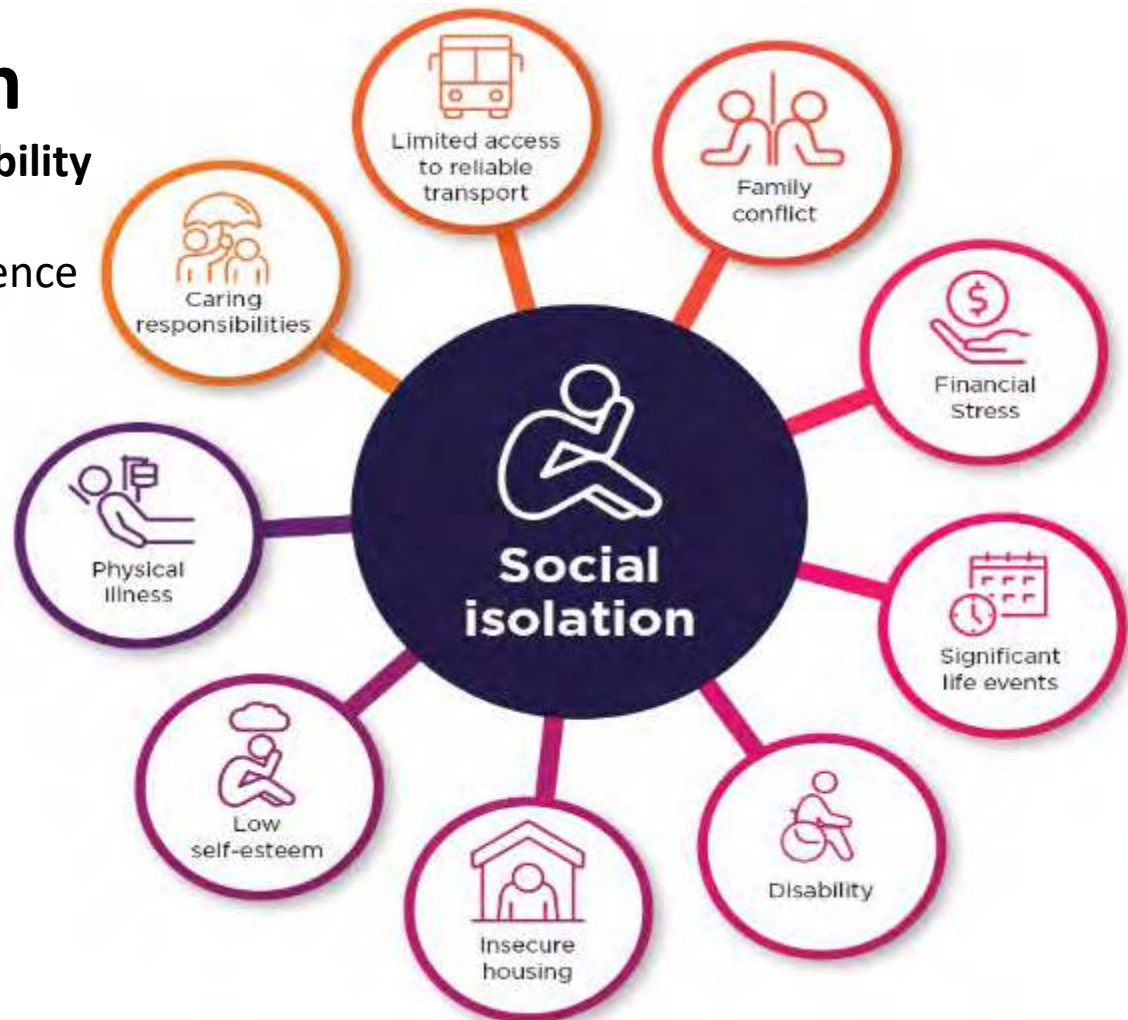 n
bility
ence
Limited access
to reliable
transport
Family
conflict
Caring
responsibilities
$
Financial
Stress
Physical
Illness
Social
isolation
Significant
life events
Low
self-esteem
Insecure
housing
Disability